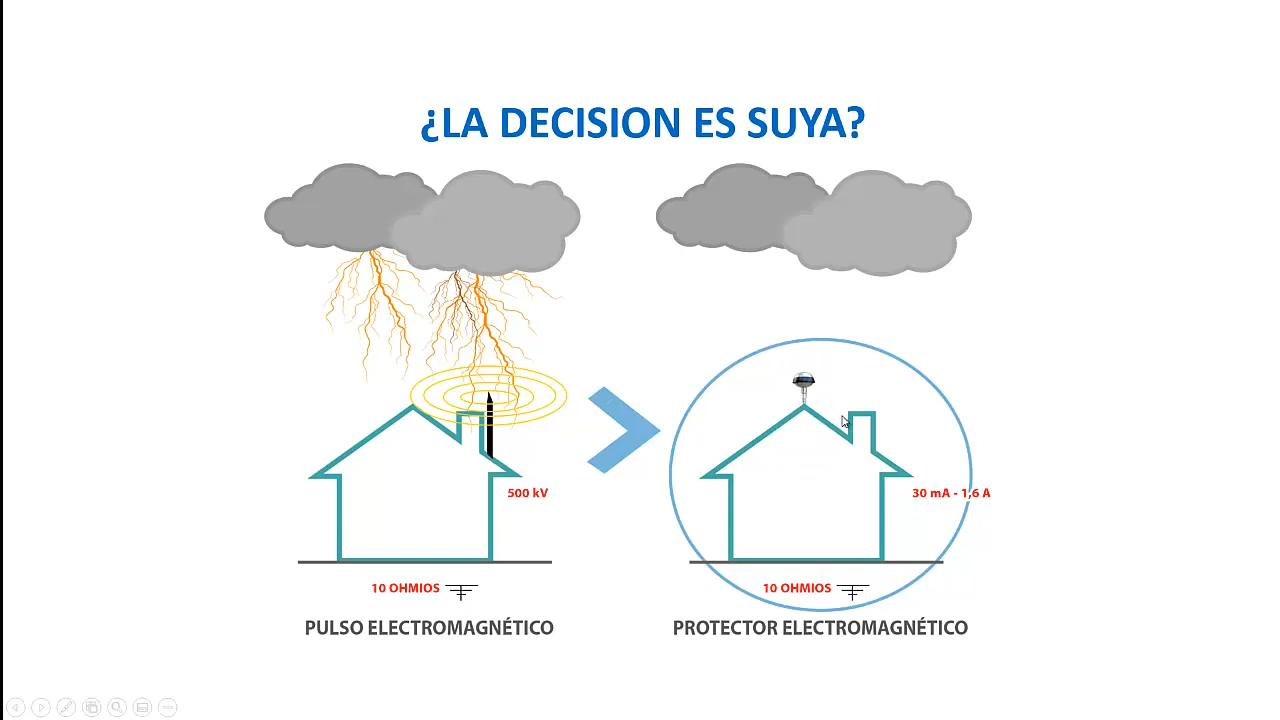 ¿LA DECISION ES SUYA?
500 kV
30 mA - 1,6 A
10 OHMIOS
10 OHMIOS
PULSO ELECTROMAGNÉTICO
PROTECTOR ELECTROMAGNÉTICO